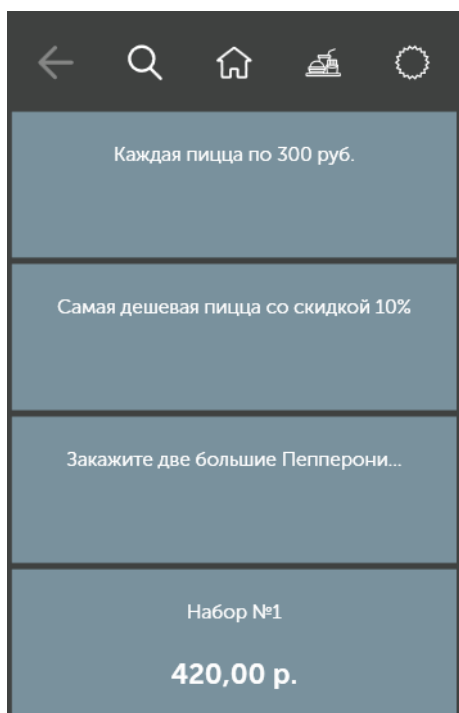 Каждая пицца по 300 руб.
Самая дешевая пицца со скидкой 10%
Закажите две большие Пепперони...
Набор №1
420,00 р.